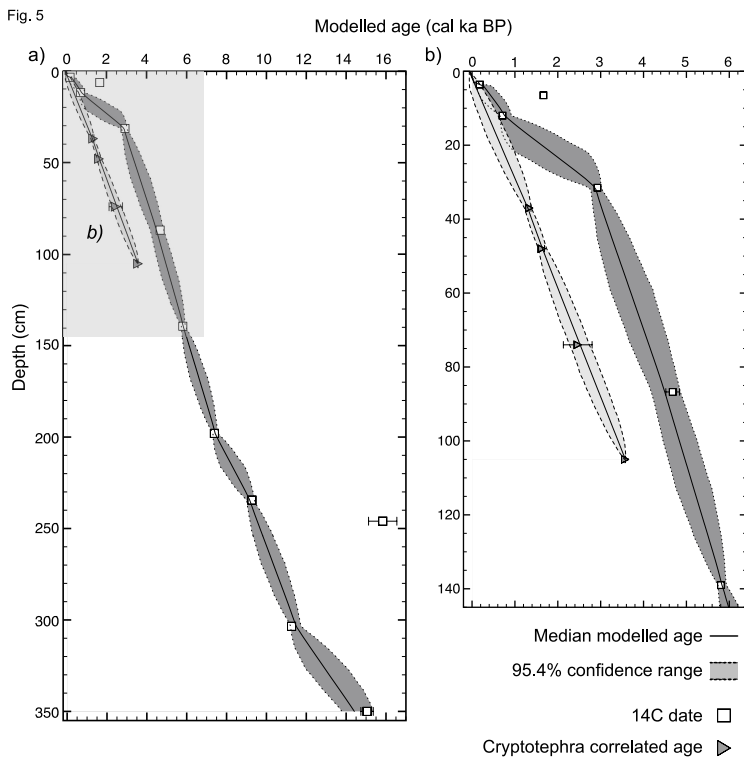 Fig. 5
Modelled age (cal ka BP)
a)
0 2 4 6 8 10 12 14 16
0
50
100
150
200
250
300
350
Depth (cm)
b)
b)
0 1 2 3 4 5 6
0
20
40
60
80
100
120
140
Median modelled age
95.4% confidence range
14C date
Cryptotephra correlated age